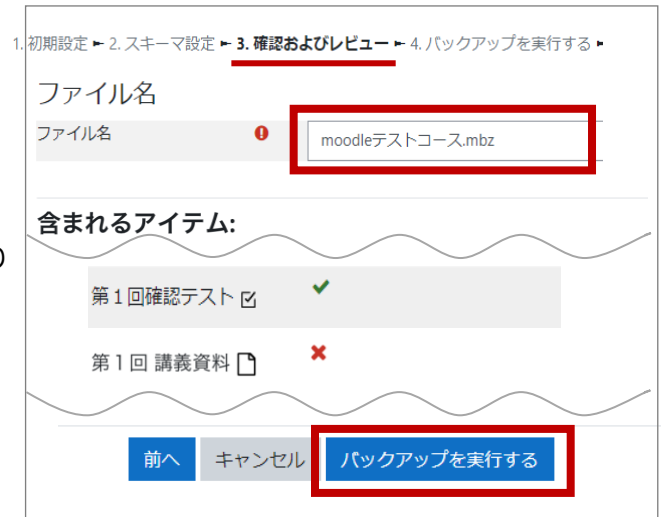 1. 初期設定 ► 2. スキーマ設定 ► 3. 確認およびレビュー ► 4. バックアップを実行する ►
ファイル名
ファイル名
moodleテストコース.mbz
含まれるアイテム:
第1回確認テスト
第1回 講義資料
前へ キャンセル バックアップを実行する